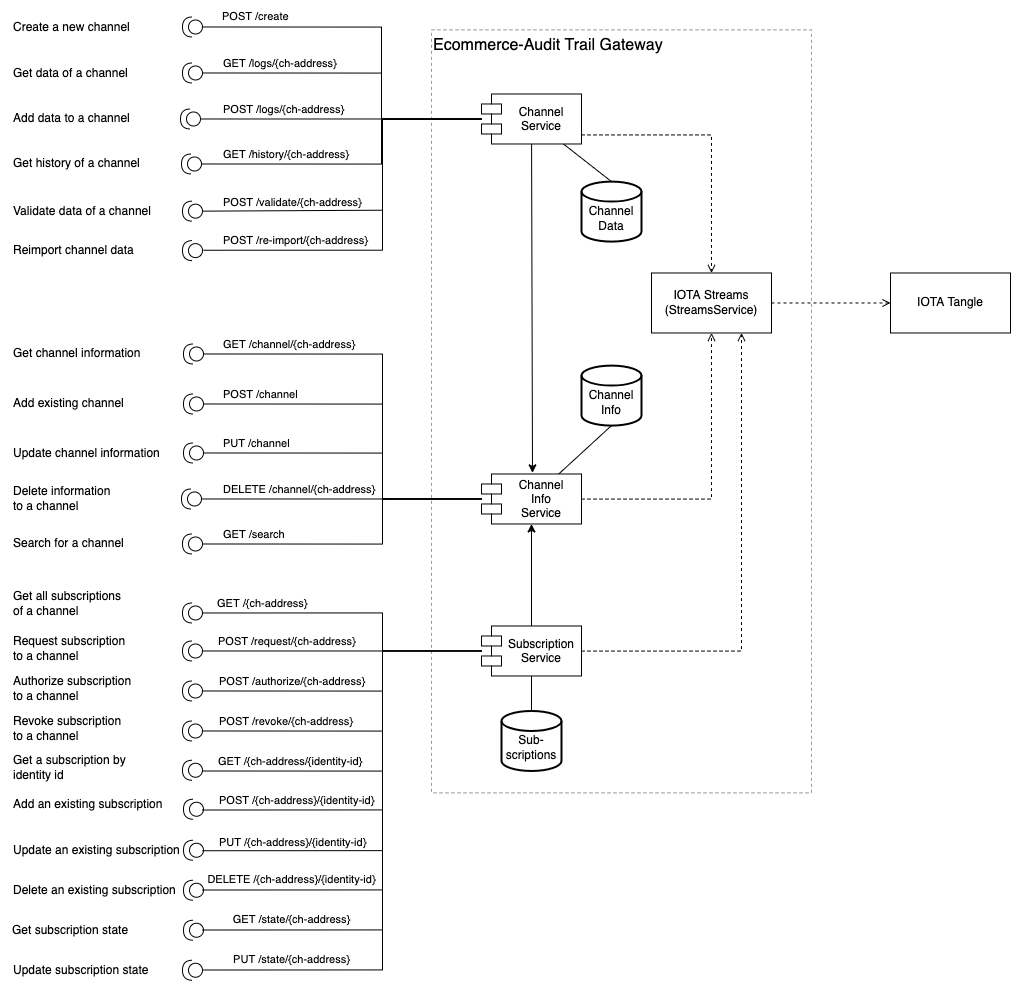 Create a new channel
POST /create
Get data of a channel
GET /logs/{ch-address}
Add data to a channel
POST /logs/{ch-address}
Get history of a channel
GET /history/{ch-address}
Validate data of a channel
POST /validate/{ch-address}
Reimport channel data
POST /re-import/{ch-address}
Ecommerce-Audit Trail Gateway
Channel
Service
Channel
Data
IOTA Streams
(StreamsService)
IOTA Tangle
Get channel information
GET /channel/{ch-address}
Add existing channel
POST /channel
Update channel information
PUT /channel
Delete information
to a channel
DELETE /channel/{ch-address}
Search for a channel
GET /search
Channel
Info
Channel
Info
Service
Get all subscriptions
of a channel
GET /{ch-address}
Request subscription
to a channel
POST /request/{ch-address}
Authorize subscription
to a channel
POST /authorize/{ch-address}
Revoke subscription
to a channel
POST /revoke/{ch-address}
Get a subscription by
identity id
GET /{ch-address/{identity-id}
Add an existing subscription
POST /{ch-address}/{identity-id}
Update an existing subscription
PUT /{ch-address}/{identity-id}
Delete an existing subscription
DELETE /{ch-address}/{identity-id}
Get subscription state
GET /state/{ch-address}
Update subscription state
PUT /state/{ch-address}
Subscription
Service
Sub-
scriptions